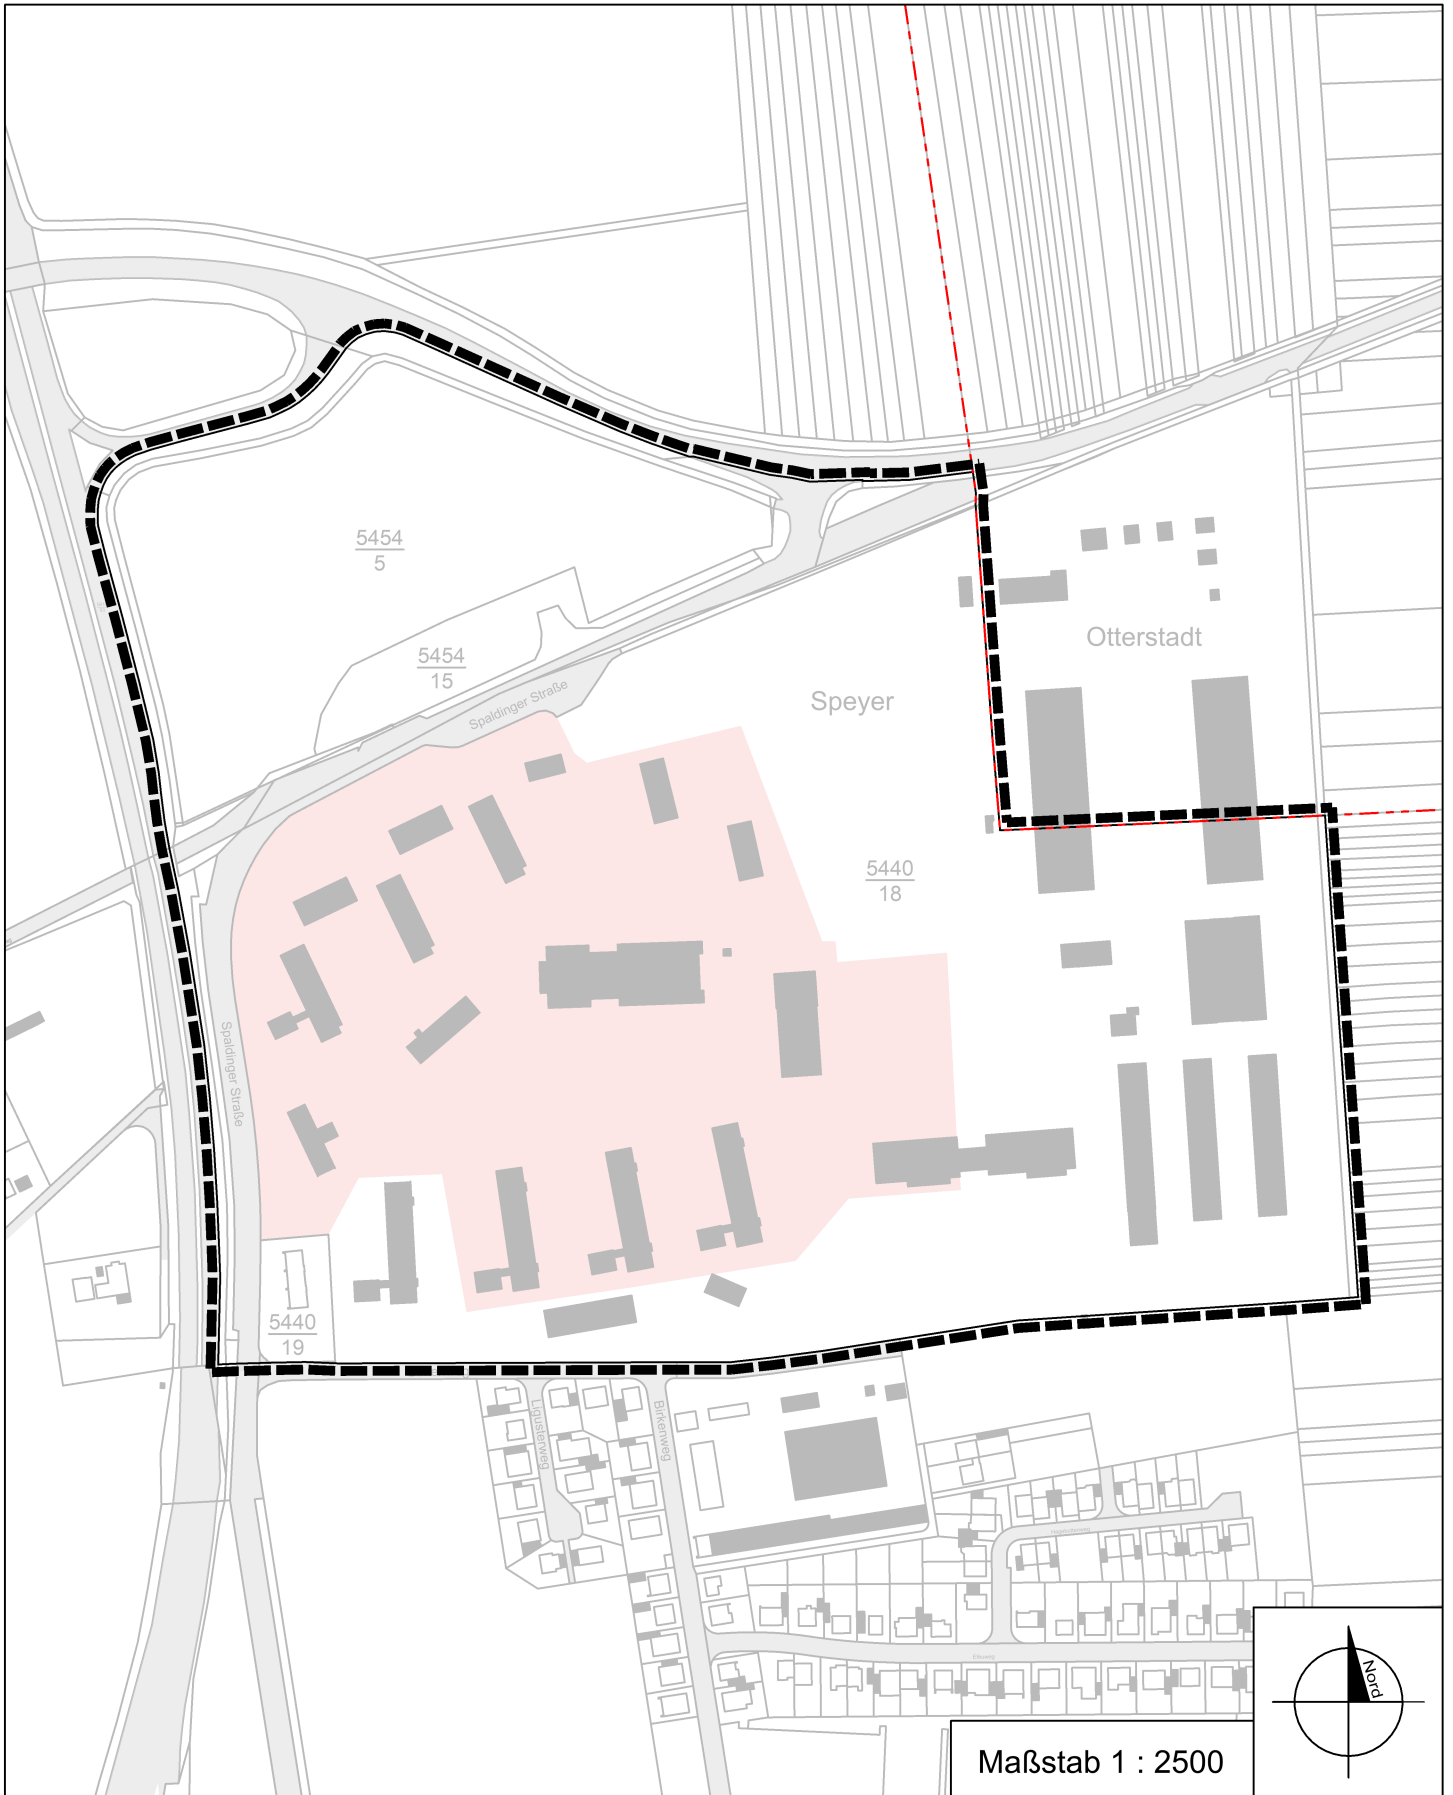 5454
5
Otterstadt
5454
15
Spaldinger Straße
Speyer
5440
18
Spaldinger Straße
5440
19
Ligusterweg
Birkenweg
Nord
Maßstab 1 : 2500